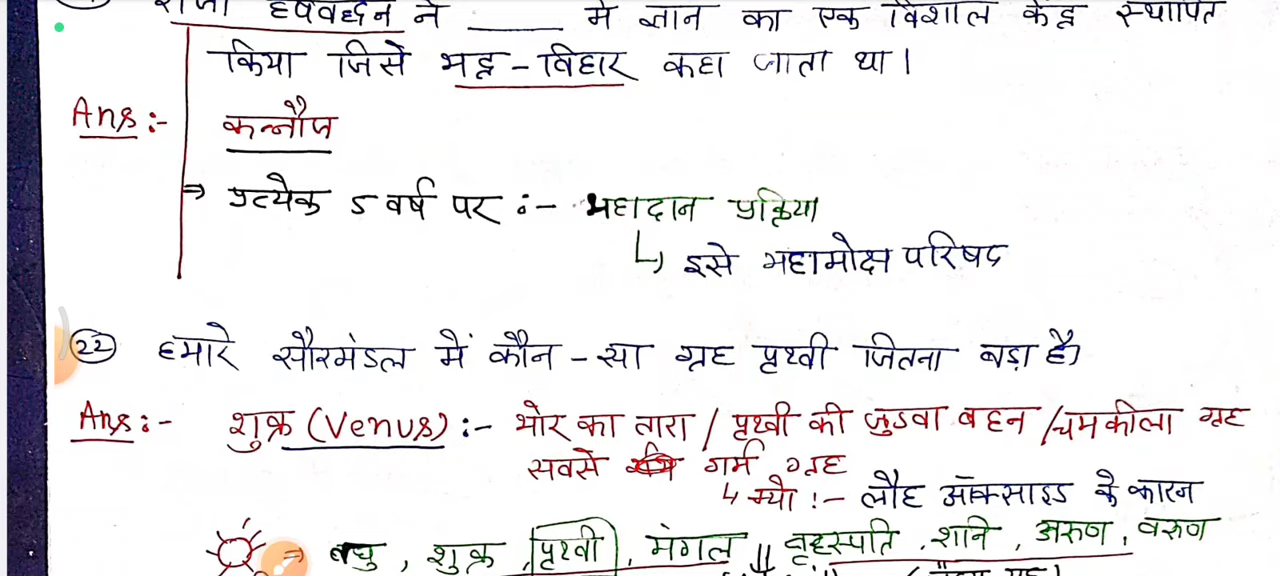 राजा हर्षवर्द्धन ने ____ में ज्ञान का एक विशाल केंद्र स्थापित
किया जिसे भद्र-विहार कहा जाता था।
Ans:- कन्नौज
⇒ प्रत्येक 5 वर्ष पर :- महादान प्रक्रिया
↳ इसे महामोक्ष परिषद
(22) हमारे सौरमंडल में कौन-सा ग्रह पृथ्वी जितना बड़ा है?
Ans:- शुक्र (Venus) :- भोर का तारा / पृथ्वी की जुडवा बहन / चमकीला ग्रह
सबसे गर्म ग्रह
↳ क्यो :- लौह ऑक्साइड के कारन
⇒ बुध, शुक्र, पृथ्वी, मंगल || बृहस्पति, शनि, अरुण, वरुण